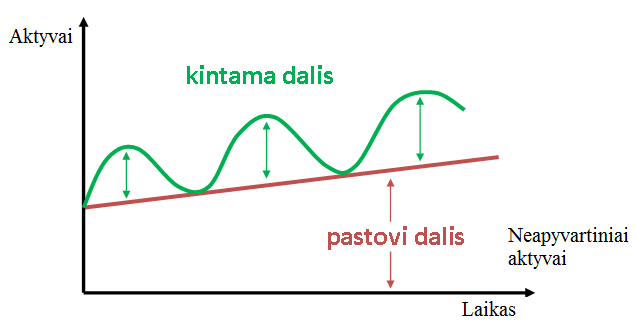 Aktyvai
kintama dalis
pastovi dalis
Neapyvartiniai
aktyvai
Laikas